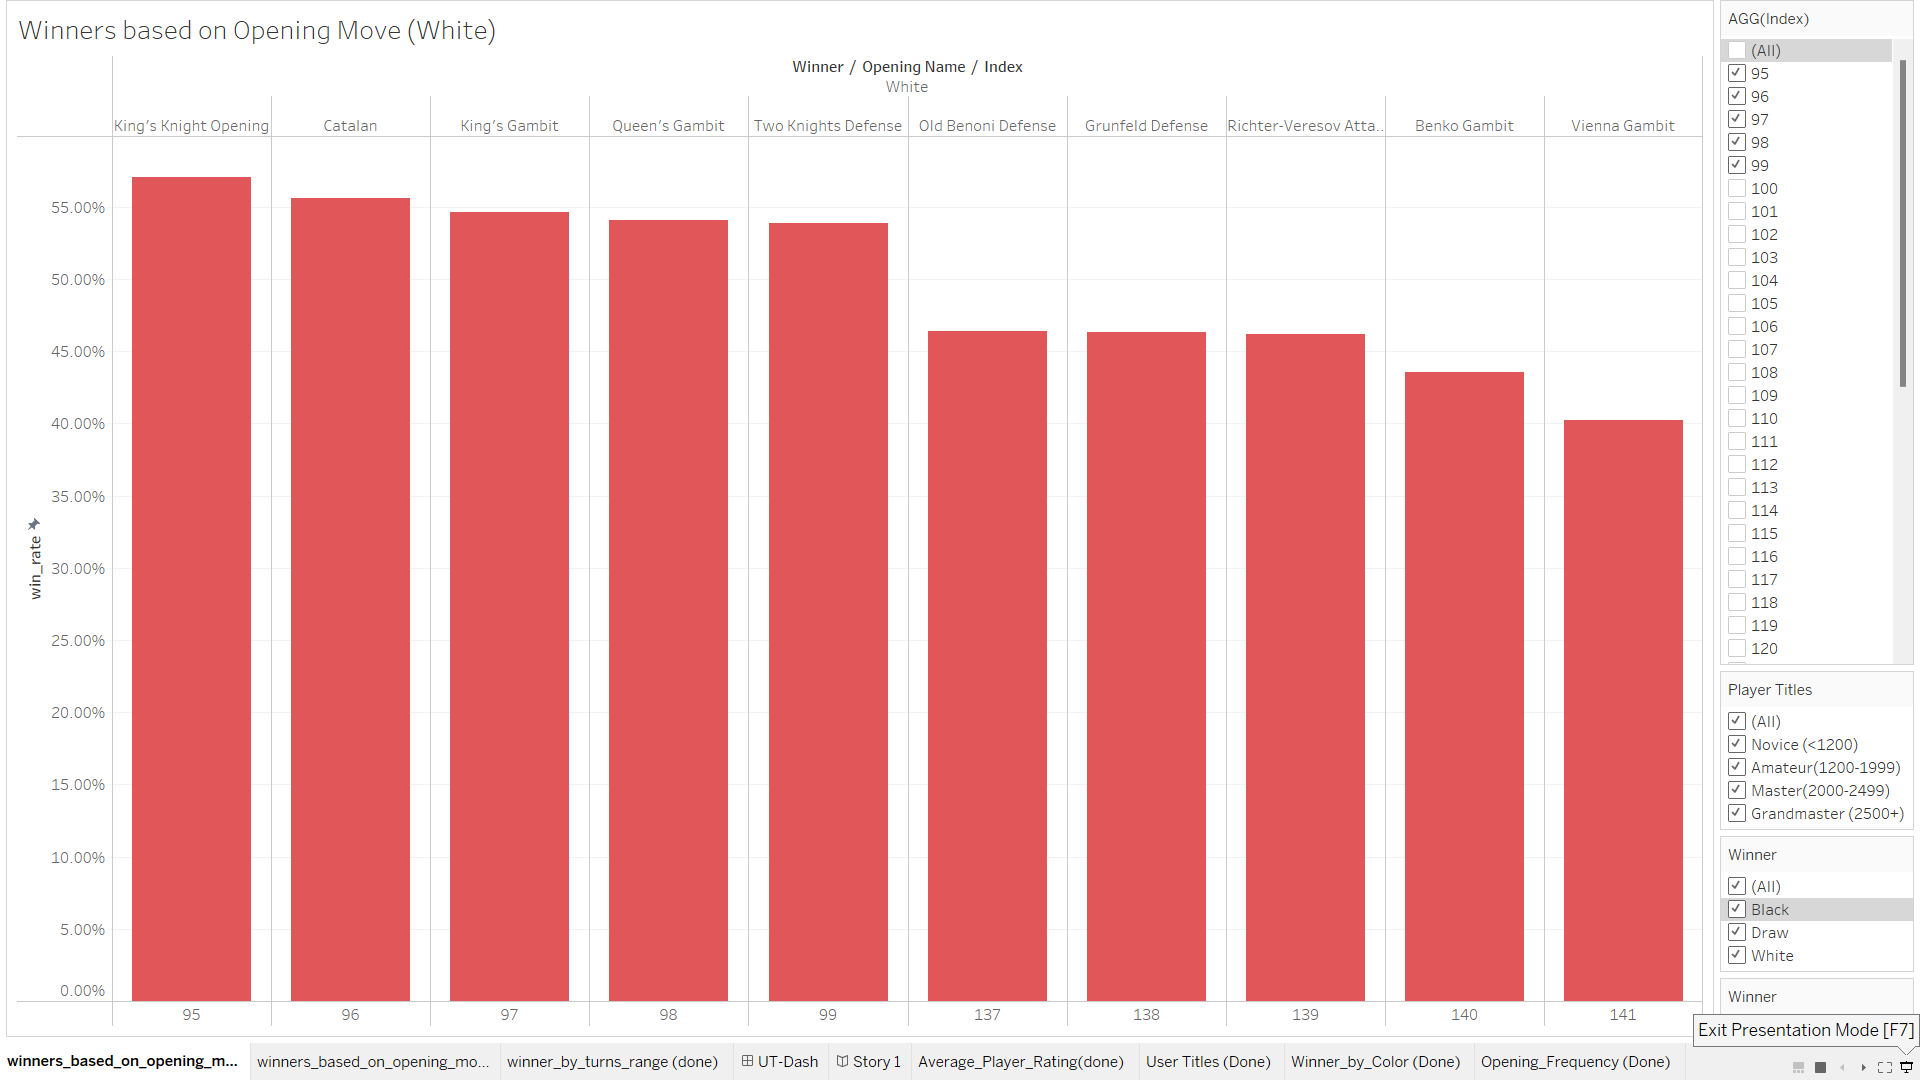 Winners based on Opening Move (White)
Winner / Opening Name / Index
White
King's Knight Opening
Catalan
King's Gambit
Queen's Gambit
Two Knights Defense
Old Benoni Defense
Grunfeld Defense
Richter-Veresov Atta..
Benko Gambit
Vienna Gambit
win_rate
55.00%
50.00%
45.00%
40.00%
35.00%
30.00%
25.00%
20.00%
15.00%
10.00%
5.00%
0.00%
95
96
97
98
99
137
138
139
140
141
AGG(Index)
(All)
95
96
97
98
99
100
101
102
103
104
105
106
107
108
109
110
111
112
113
114
115
116
117
118
119
120
Player Titles
(All)
Novice (<1200)
Amateur(1200-1999)
Master(2000-2499)
Grandmaster (2500+)
Winner
(All)
Black
Draw
White
Winner
Exit Presentation Mode [F7]
winners_based_on_opening_m...
winners_based_on_opening_mo...
winner_by_turns_range (done)
UT-Dash
Story 1
Average_Player_Rating(done)
User Titles (Done)
Winner_by_Color (Done)
Opening_Frequency (Done)